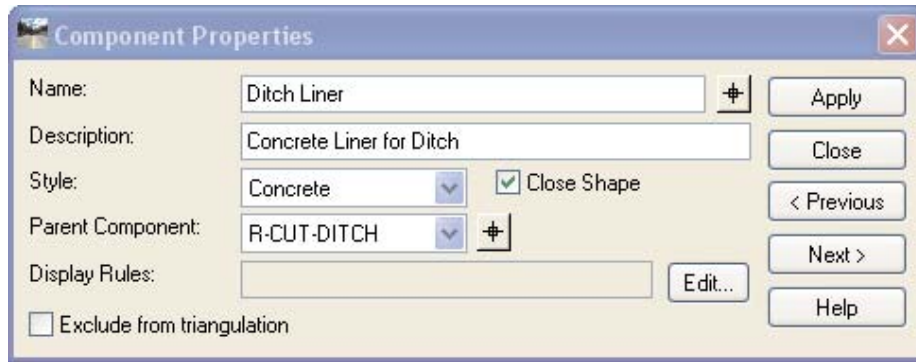 Component Properties
Name: Ditch Liner Apply
Description: Concrete Liner for Ditch Close
Style: Concrete Close Shape < Previous
Parent Component: R-CUT-DITCH Next >
Display Rules: Edit... Help
Exclude from triangulation